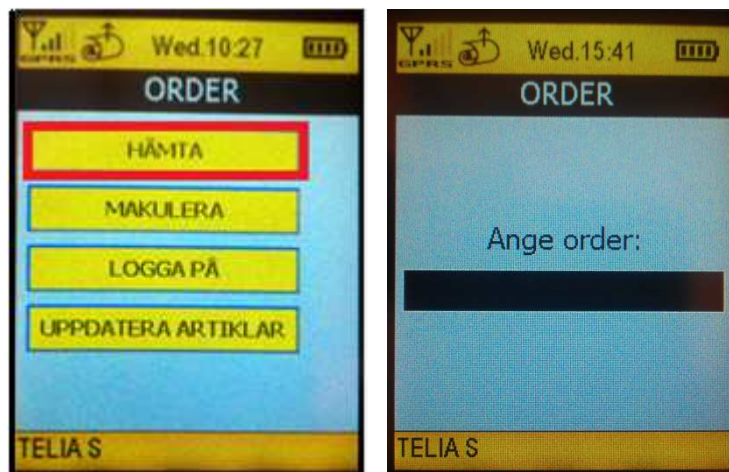 GPRS
Wed.10:27
ORDER
HÄMTA
MAKULERA
LOGGA PÅ
UPPDATERA ARTIKLAR
TELIA S
GPRS
Wed.15:41
ORDER
Ange order:
TELIA S